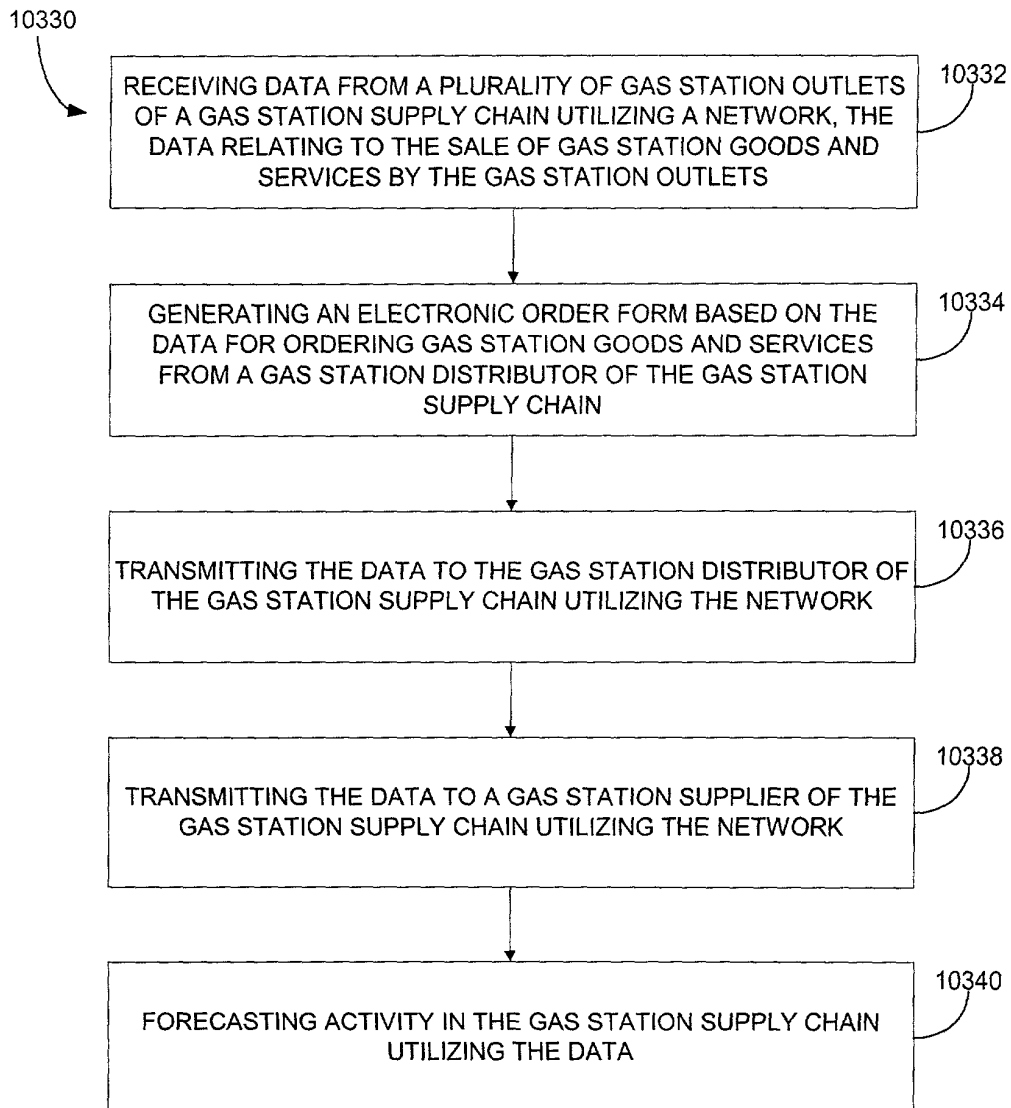 10330
RECEIVING DATA FROM A PLURALITY OF GAS STATION OUTLETS
OF A GAS STATION SUPPLY CHAIN UTILIZING A NETWORK, THE
DATA RELATING TO THE SALE OF GAS STATION GOODS AND
SERVICES BY THE GAS STATION OUTLETS
10332
GENERATING AN ELECTRONIC ORDER FORM BASED ON THE
DATA FOR ORDERING GAS STATION GOODS AND SERVICES
FROM A GAS STATION DISTRIBUTOR OF THE GAS STATION
SUPPLY CHAIN
10334
TRANSMITTING THE DATA TO THE GAS STATION DISTRIBUTOR OF
THE GAS STATION SUPPLY CHAIN UTILIZING THE NETWORK
10336
TRANSMITTING THE DATA TO A GAS STATION SUPPLIER OF THE
GAS STATION SUPPLY CHAIN UTILIZING THE NETWORK
10338
FORECASTING ACTIVITY IN THE GAS STATION SUPPLY CHAIN
UTILIZING THE DATA
10340